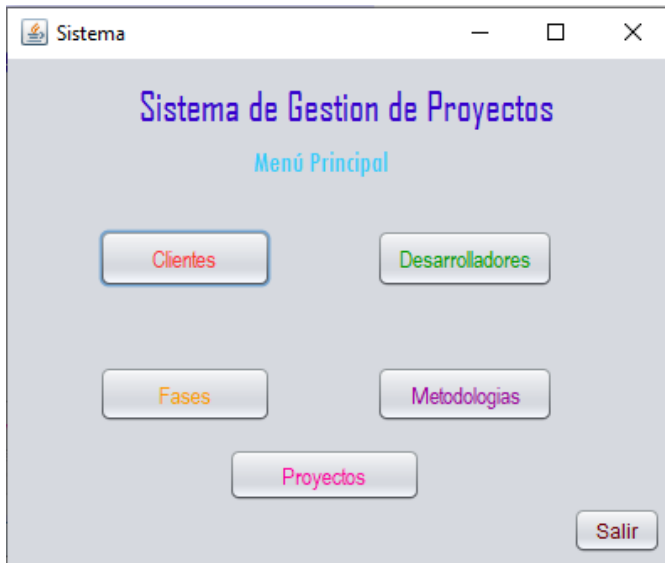 Sistema
Sistema de Gestion de Proyectos
Menú Principal
Clientes
Desarrolladores
Fases
Metodologias
Proyectos
Salir